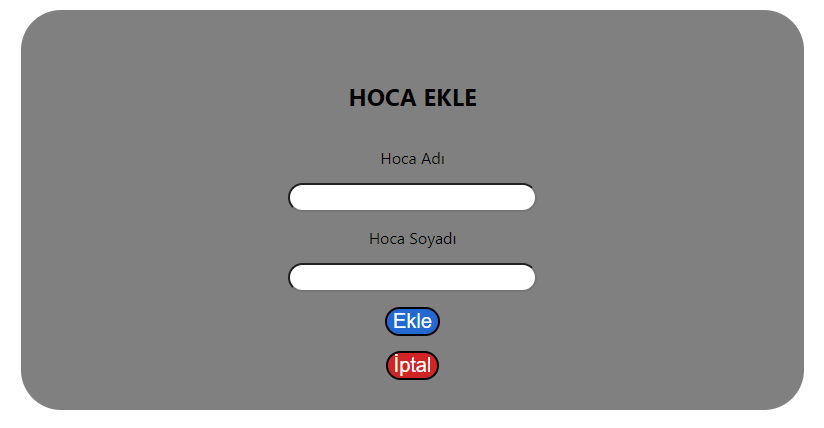 HOCA EKLE
Hoca Adı
Hoca Soyadı
Ekle
İptal